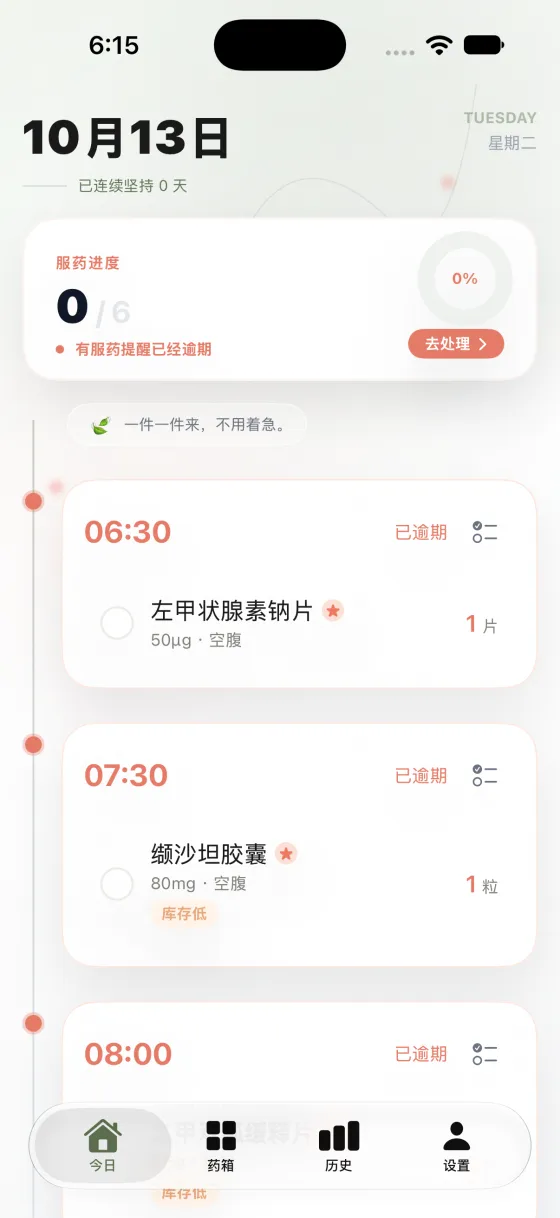 6:15
10月13日
TUESDAY
星期二
已连续坚持 0 天
服药进度
0 / 6
0%
有服药提醒已经逾期
去处理
一件一件来，不用着急。
06:30
已逾期
左甲状腺素钠片
50μg · 空腹
1 片
07:30
已逾期
缬沙坦胶囊
80mg · 空腹
1 粒
库存低
08:00
已逾期
库存低
今日
药箱
历史
设置